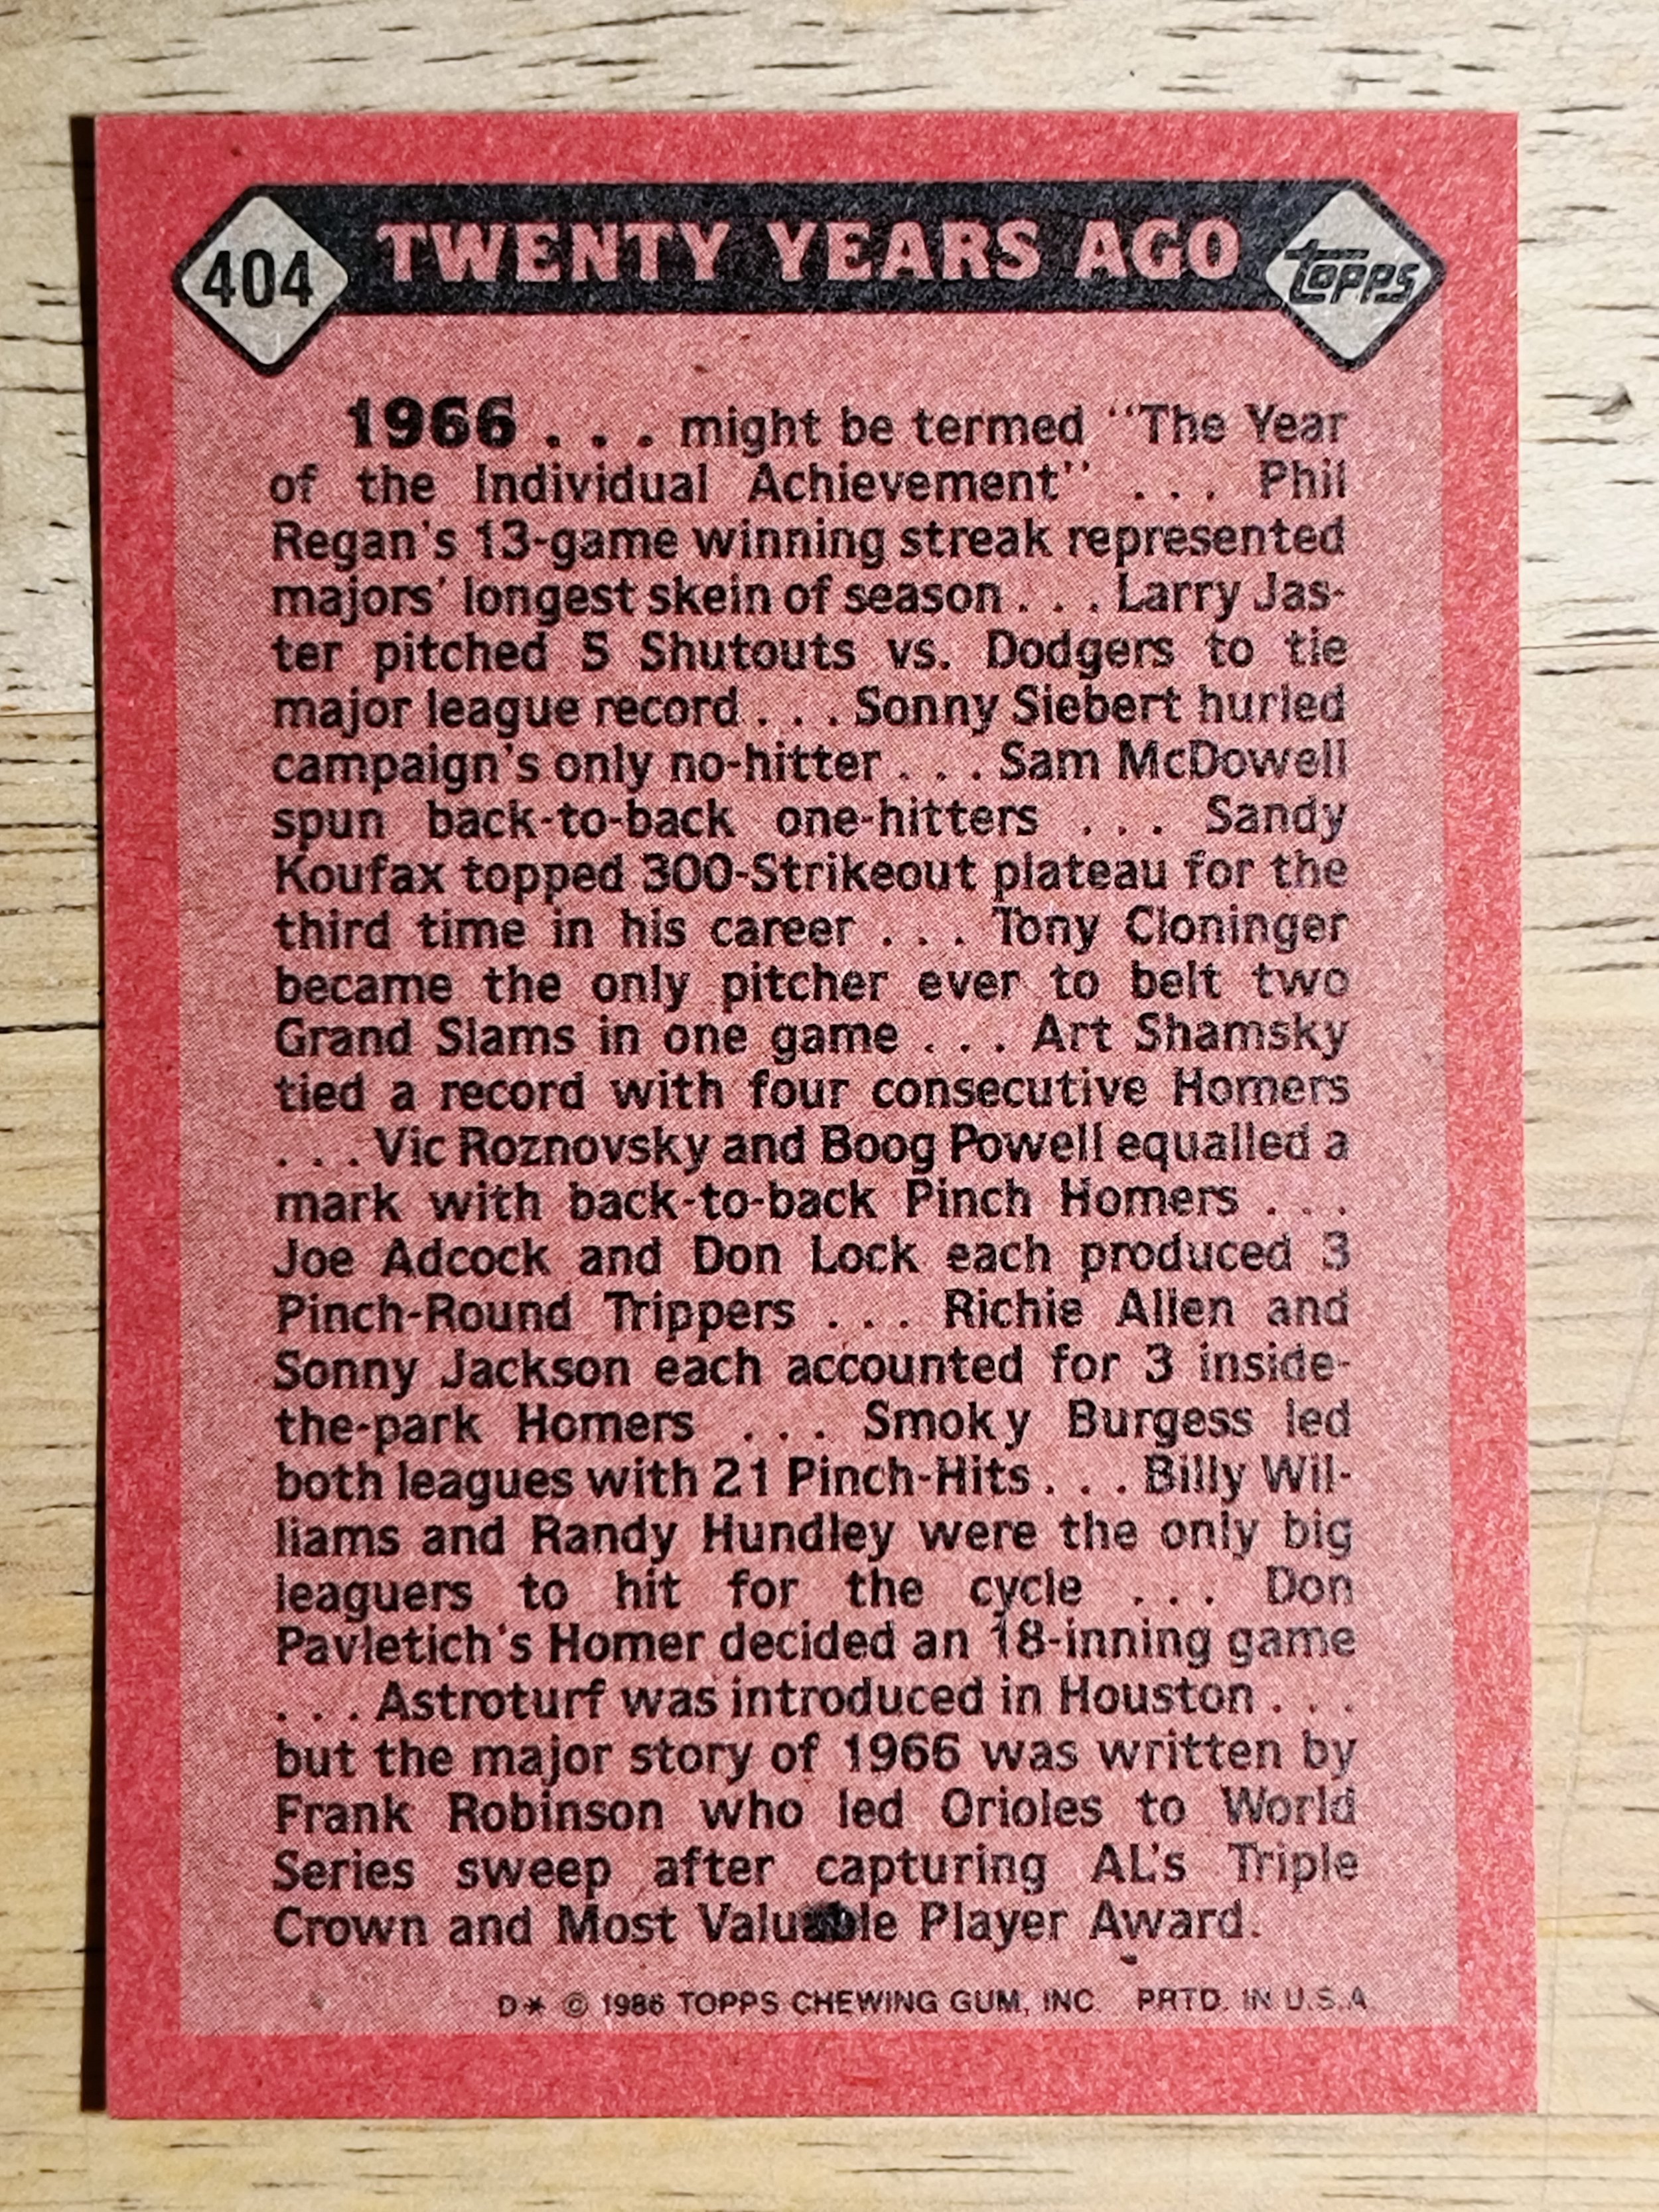 404 TWENTY YEARS AGO topps
1966 . . . might be termed ‘‘The Year
of the Individual Achievement’’ . . . Phil
Regan's 13-game winning streak represented
majors' longest skein of season . . . Larry Jas-
ter pitched 5 Shutouts vs. Dodgers to tie
major league record . . . Sonny Siebert hurled
campaign's only no-hitter . . . Sam McDowell
spun back-to-back one-hitters . . . Sandy
Koufax topped 300-Strikeout plateau for the
third time in his career . . . Tony Cloninger
became the only pitcher ever to belt two
Grand Slams in one game . . . Art Shamsky
tied a record with four consecutive Homers
. . . Vic Roznovsky and Boog Powell equalled a
mark with back-to-back Pinch Homers . . .
Joe Adcock and Don Lock each produced 3
Pinch-Round Trippers . . . Richie Allen and
Sonny Jackson each accounted for 3 inside-
the-park Homers . . . Smoky Burgess led
both leagues with 21 Pinch-Hits . . . Billy Wil-
liams and Randy Hundley were the only big
leaguers to hit for the cycle . . . Don
Pavletich's Homer decided an 18-inning game
. . . Astroturf was introduced in Houston . . .
but the major story of 1966 was written by
Frank Robinson who led Orioles to World
Series sweep after capturing AL's Triple
Crown and Most Valuable Player Award.
D* © 1986 TOPPS CHEWING GUM, INC. PRTD. IN U.S.A.